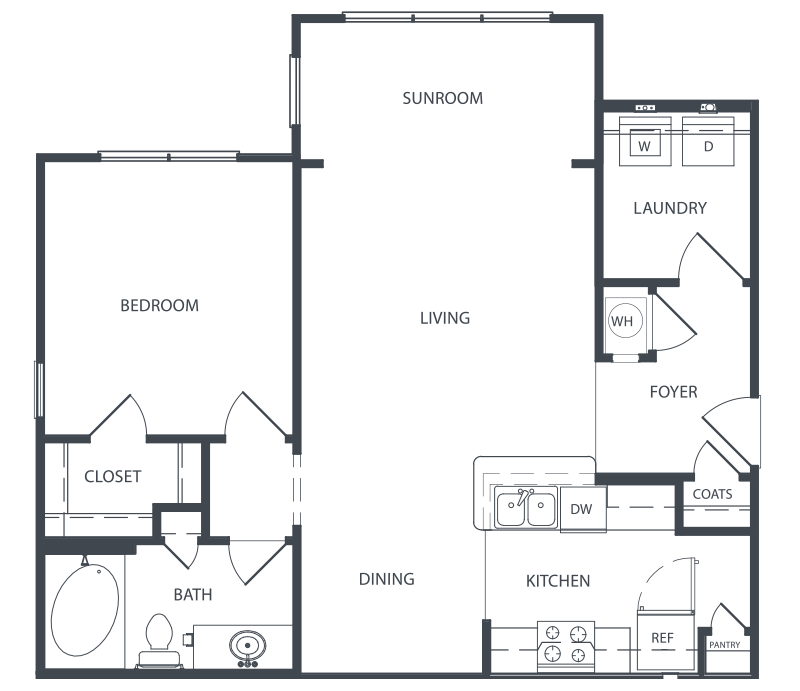 SUNROOM
W
D
LAUNDRY
BEDROOM
LIVING
WH
FOYER
CLOSET
COATS
DW
DINING
KITCHEN
BATH
REF
PANTRY